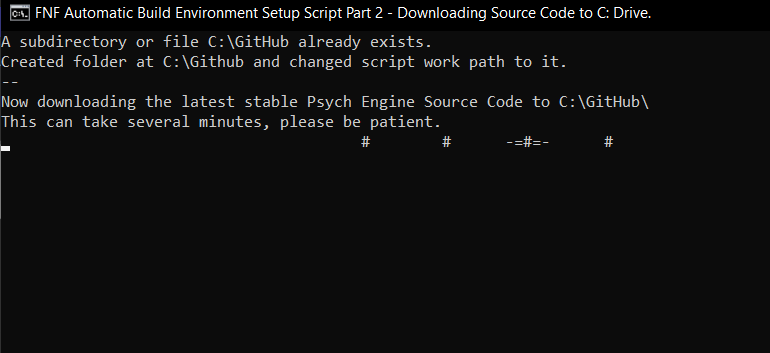 FNF Automatic Build Environment Setup Script Part 2 - Downloading Source Code to C: Drive.
A subdirectory or file C:\GitHub already exists.
Created folder at C:\Github and changed script work path to it.
--
Now downloading the latest stable Psych Engine Source Code to C:\GitHub\
This can take several minutes, please be patient.
# # -=#=- #